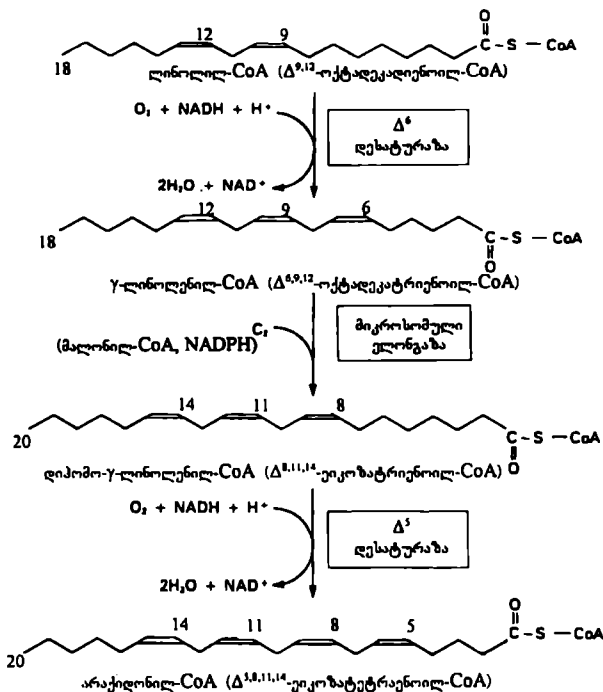 12 9
O
C – S – CoA
18
ლინოლილ-CoA (Δ9,12-ოქტადეკადიენოილ-CoA)
O₂ + NADH + H⁺
Δ⁶
დესატურაზა
2H₂O + NAD⁺
12 9 6
18
C – S – CoA
O
γ-ლინოლენილ-CoA (Δ6,9,12-ოქტადეკატრიენოილ-CoA)
C₂
(მალონილ-CoA, NADPH)
მიკროსომული
ელონგაზა
14 11 8
20
C – S – CoA
O
დიჰომო-γ-ლინოლენილ-CoA (Δ8,11,14-ეიკოზატრიენოილ-CoA)
O₂ + NADH + H⁺
Δ⁵
დესატურაზა
2H₂O + NAD⁺
14 11 8 5
O
C – S – CoA
20
არაქიდონილ-CoA (Δ5,8,11,14-ეიკოზატეტრაენოილ-CoA)